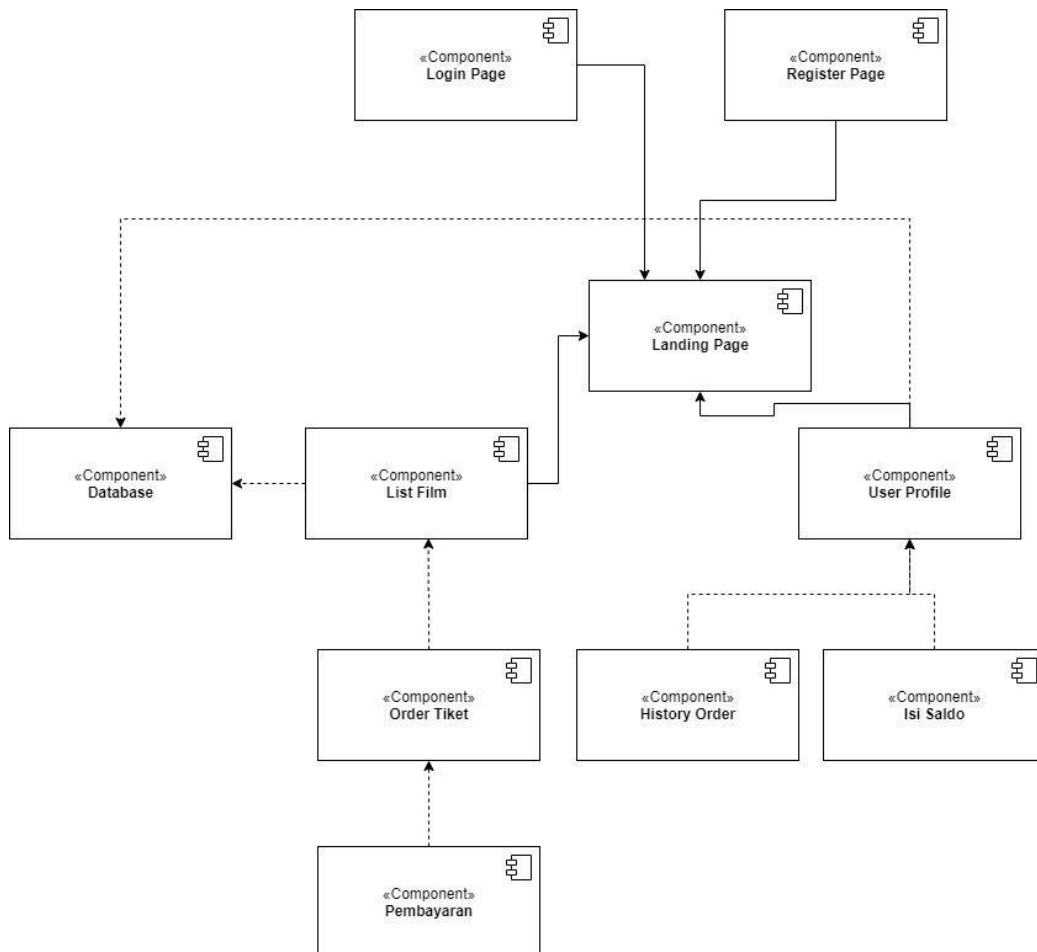 «Component»
Login Page
«Component»
Register Page
«Component»
Landing Page
«Component»
Database
«Component»
List Film
«Component»
User Profile
«Component»
Order Tiket
«Component»
History Order
«Component»
Isi Saldo
«Component»
Pembayaran